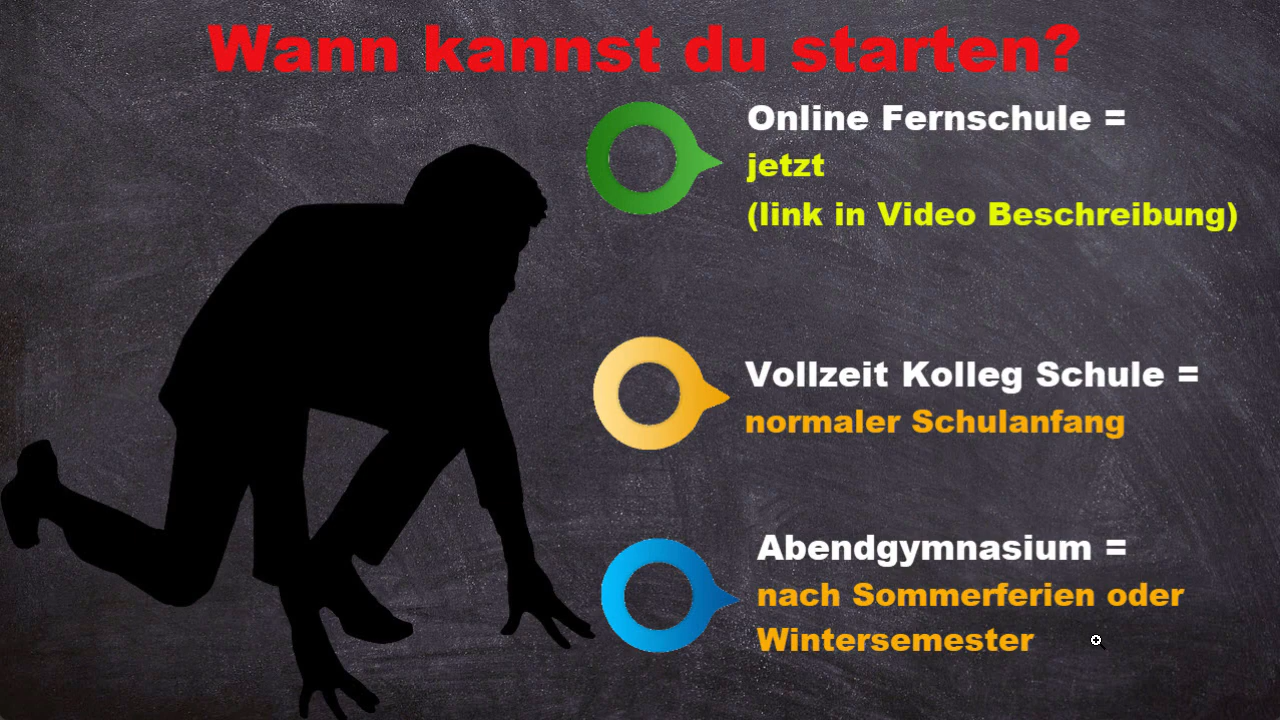 Wann kannst du starten?
Online Fernschule =
jetzt
(link in Video Beschreibung)
Vollzeit Kolleg Schule =
normaler Schulanfang
Abendgymnasium =
nach Sommerferien oder
Wintersemester